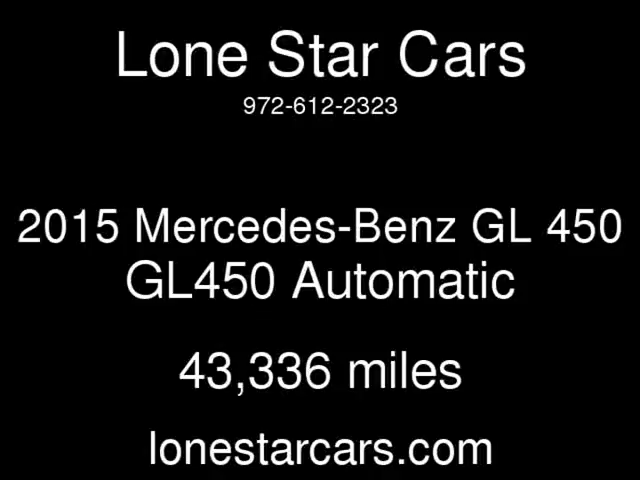 Lone Star Cars
972-612-2323
2015 Mercedes-Benz GL 450
GL450 Automatic
43,336 miles
lonestarcars.com